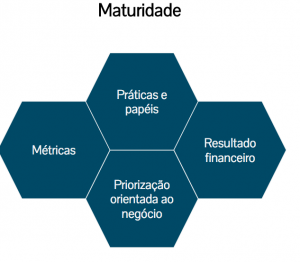 Maturidade
Práticas e
papéis
Métricas
Resultado
financeiro
Priorização
orientada ao
negócio